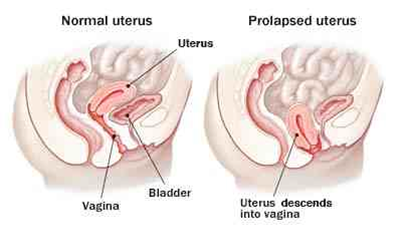 Normal uterus
Prolapsed uterus
Uterus
Bladder
Vagina
Uterus descends
into vagina